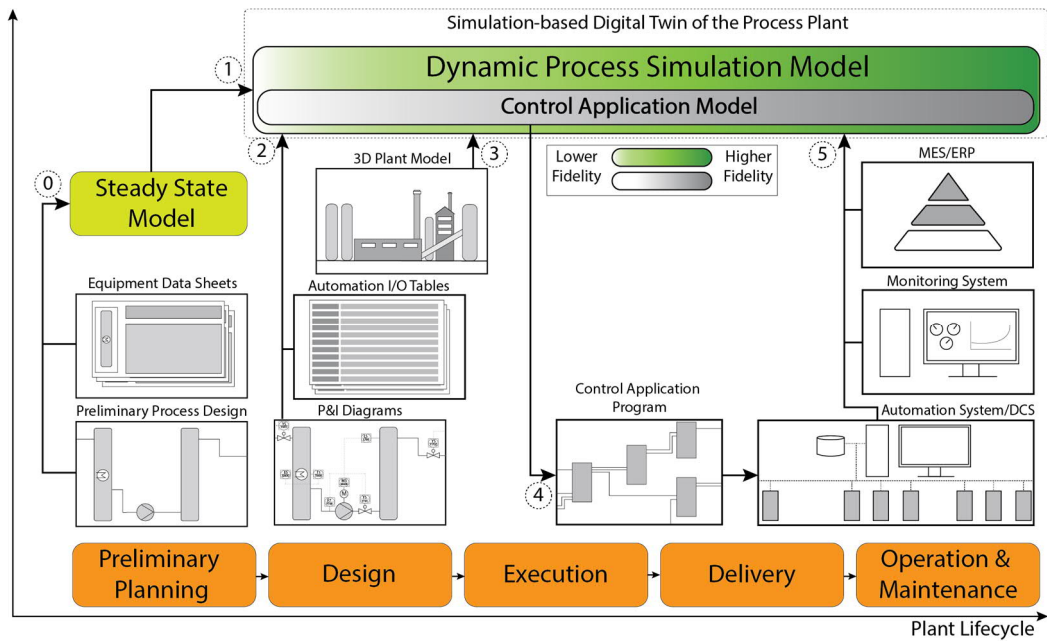 Simulation-based Digital Twin of the Process Plant
1
Dynamic Process Simulation Model
Control Application Model
2
3
5
0
Steady State
Model
3D Plant Model
Lower
Fidelity
Higher
Fidelity
MES/ERP
Equipment Data Sheets
Automation I/O Tables
Monitoring System
Preliminary Process Design
P&I Diagrams
Control Application
Program
Automation System/DCS
M
4
Preliminary
Planning
Design
Execution
Delivery
Operation &
Maintenance
Plant Lifecycle